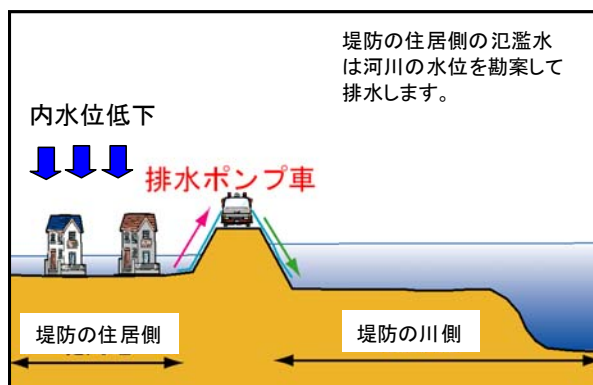 堤防の住居側の氾濫水
は河川の水位を勘案して
排水します。
内水位低下
排水ポンプ車
堤防の住居側
堤防の川側